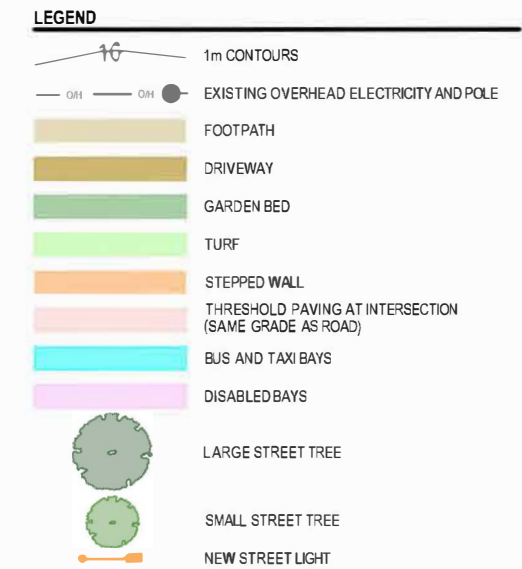 LEGEND
16 1m CONTOURS
O/H O/H EXISTING OVERHEAD ELECTRICITY AND POLE
FOOTPATH
DRIVEWAY
GARDEN BED
TURF
STEPPED WALL
THRESHOLD PAVING AT INTERSECTION
(SAME GRADE AS ROAD)
BUS AND TAXI BAYS
DISABLED BAYS
LARGE STREET TREE
SMALL STREET TREE
NEW STREET LIGHT